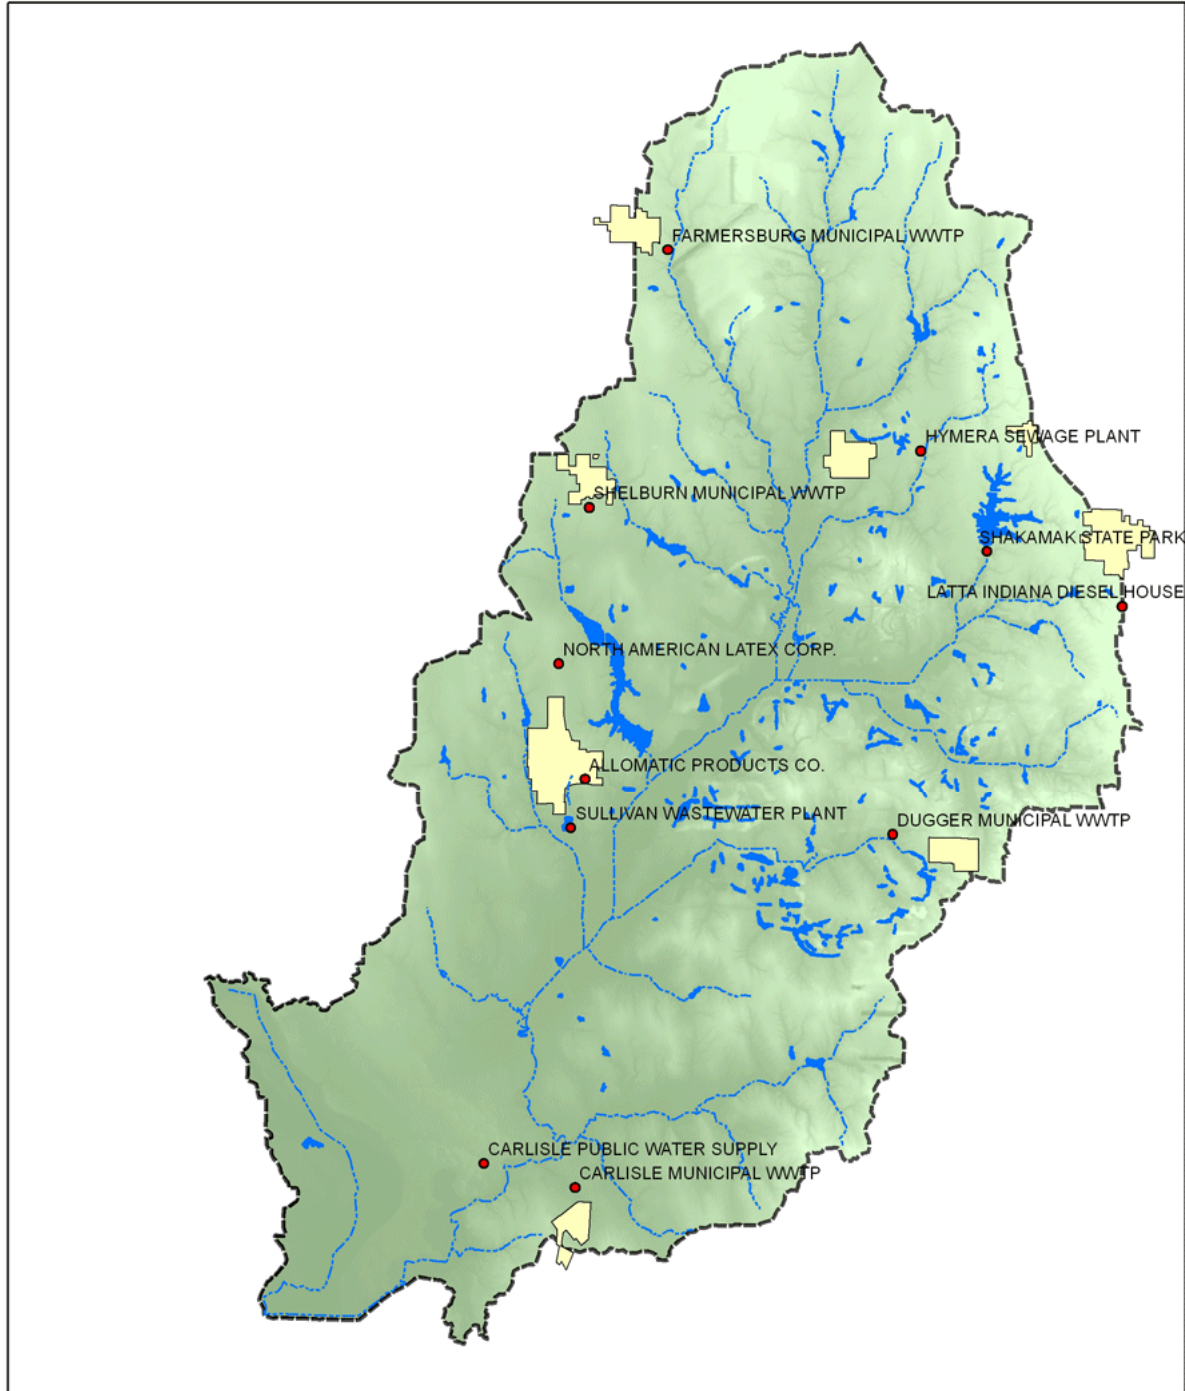 FARMERSBURG MUNICIPAL WWTP
HYMERA SEWAGE PLANT
SHELBURN MUNICIPAL WWTP
SHAKAMAK STATE PARK
LATTA INDIANA DIESEL HOUSE
NORTH AMERICAN LATEX CORP.
ALLOMATIC PRODUCTS CO.
SULLIVAN WASTEWATER PLANT
DUGGER MUNICIPAL WWTP
CARLISLE PUBLIC WATER SUPPLY
CARLISLE MUNICIPAL WWTP